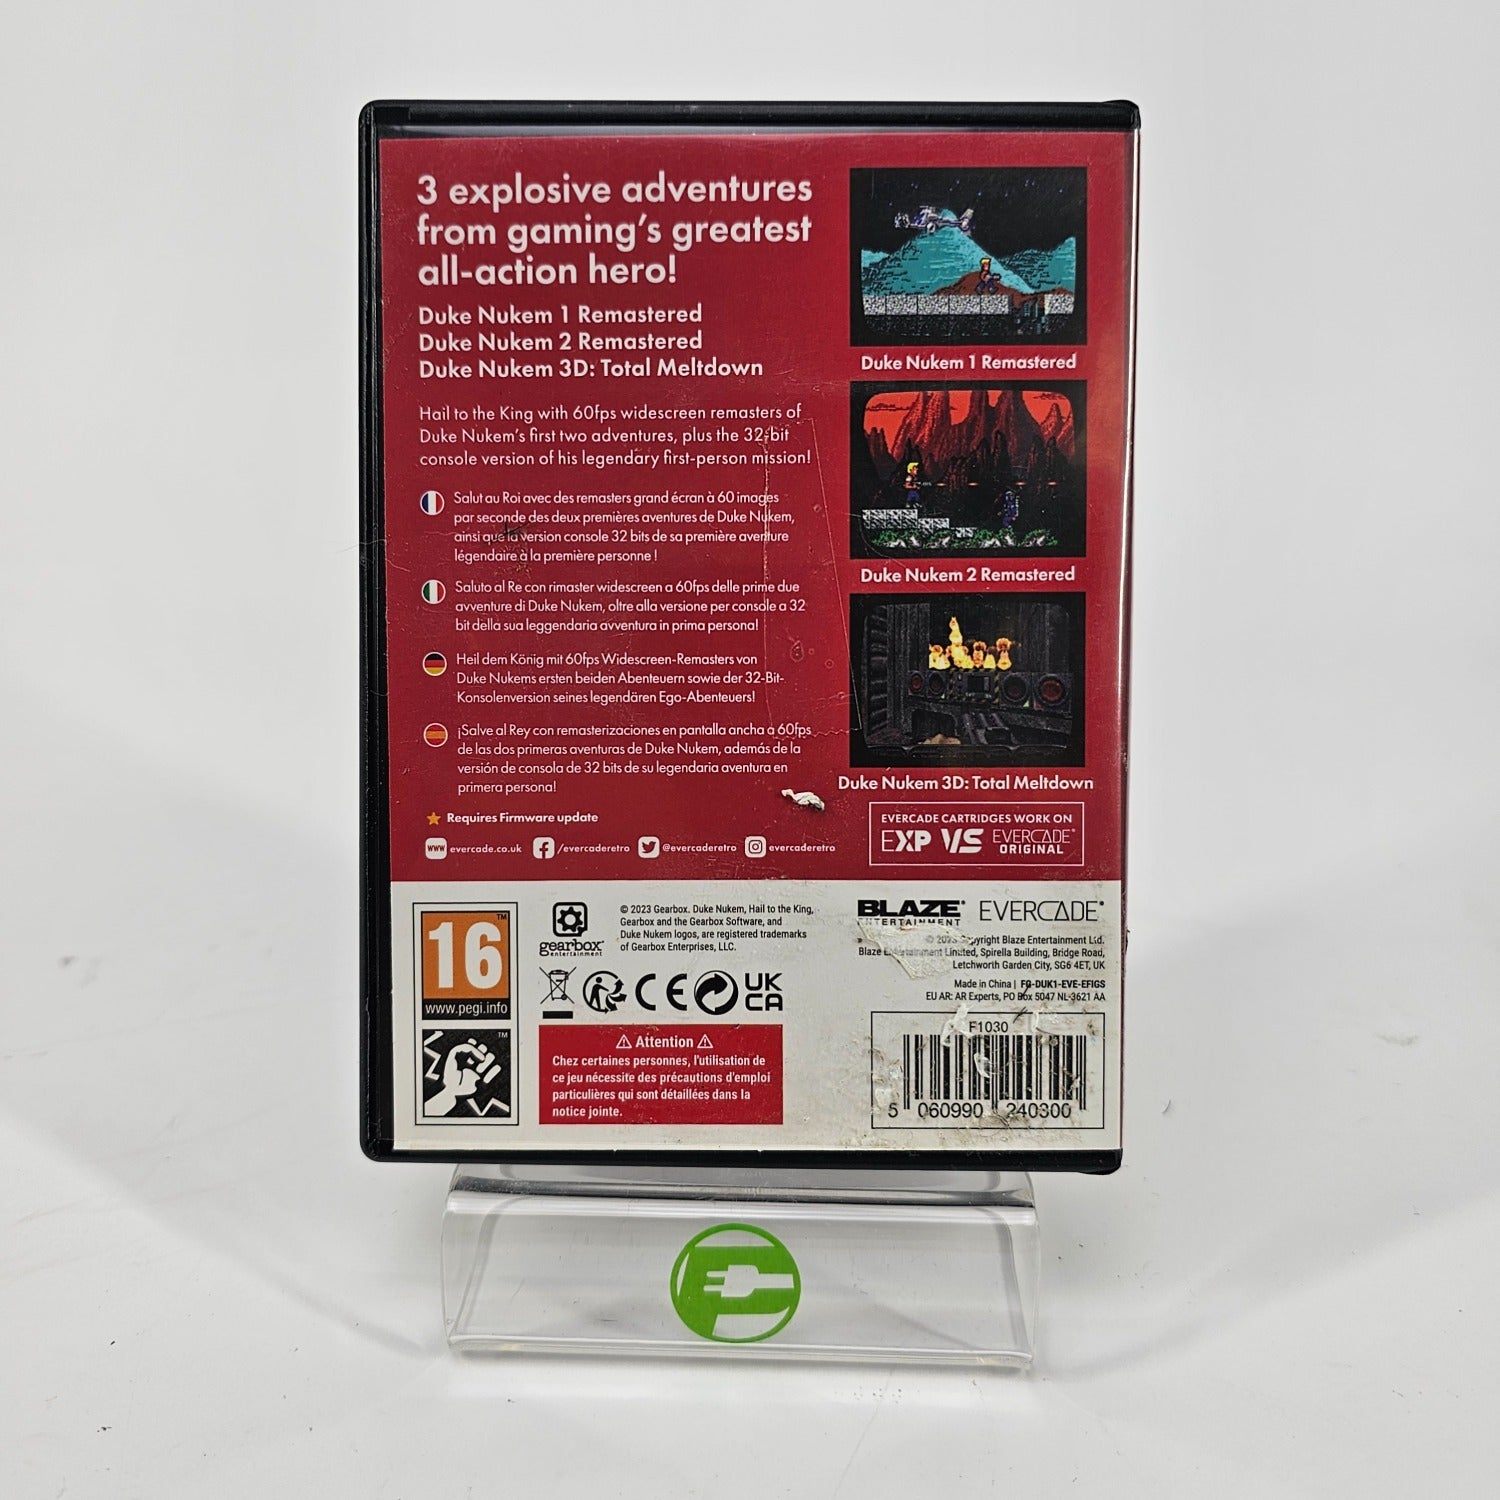 3 explosive adventures
from gaming's greatest
all-action hero!
Duke Nukem 1 Remastered
Duke Nukem 2 Remastered
Duke Nukem 3D: Total Meltdown
Hail to the King with 60fps widescreen remasters of
Duke Nukem's first two adventures, plus the 32-bit
console version of his legendary first-person mission!
Salut au Roi avec des remasters grand écran à 60 images
par seconde des deux premières aventures de Duke Nukem,
ainsi que la version console 32 bits de sa première aventure
légendaire à la première personne !
Saluto al Re con rimaster widescreen a 60fps delle prime due
avventure di Duke Nukem, oltre alla versione per console a 32
bit della sua leggendaria avventura in prima persona!
Heil dem König mit 60fps Widescreen-Remasters von
Duke Nukems ersten beiden Abenteuern sowie der 32-Bit-
Konsolenversion seines legendären Ego-Abenteuers!
¡Salve al Rey con remasterizaciones en pantalla ancha a 60fps
de las dos primeras aventuras de Duke Nukem, además de la
versión de consola de 32 bits de su legendaria aventura en
primera persona!
Requires Firmware update
www evercade.co.uk /evercaderetro @evercaderetro evercaderetro
Duke Nukem 1 Remastered
Duke Nukem 2 Remastered
Duke Nukem 3D: Total Meltdown
EVERCADE CARTRIDGES WORK ON
EXP VS EVERCADE®
ORIGINAL
16 ™
www.pegi.info
™
gearbox®
entertainment
© 2023 Gearbox. Duke Nukem, Hail to the King,
Gearbox and the Gearbox Software, and
Duke Nukem logos, are registered trademarks
of Gearbox Enterprises, LLC.
CE UK
CA
⚠ Attention ⚠
Chez certaines personnes, l'utilisation de
ce jeu nécessite des précautions d'emploi
particulières qui sont détaillées dans la
notice jointe.
BLAZE® EVERCADE®
ENTERTAINMENT
© 2023 Copyright Blaze Entertainment Ltd.
Blaze Entertainment Limited, Spirella Building, Bridge Road,
Letchworth Garden City, SG6 4ET, UK
Made in China | FG-DUK1-EVE-EFIGS
EU AR: AR Experts, PO Box 5047 NL-3621 AA
F1030
5 060990 240300